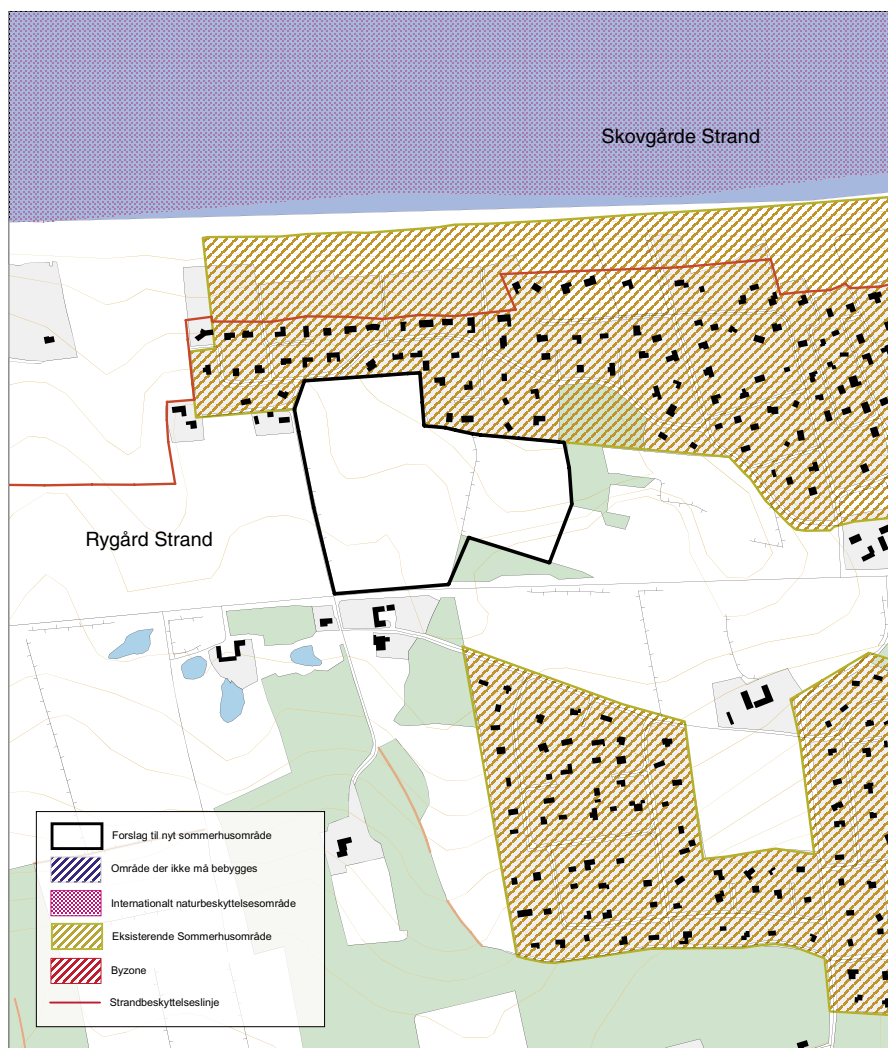 Skovgårde Strand
Rygård Strand
Forslag til nyt sommerhusområde
Område der ikke må bebygges
Internationalt naturbeskyttelsesområde
Eksisterende Sommerhusområde
Byzone
Strandbeskyttelseslinje